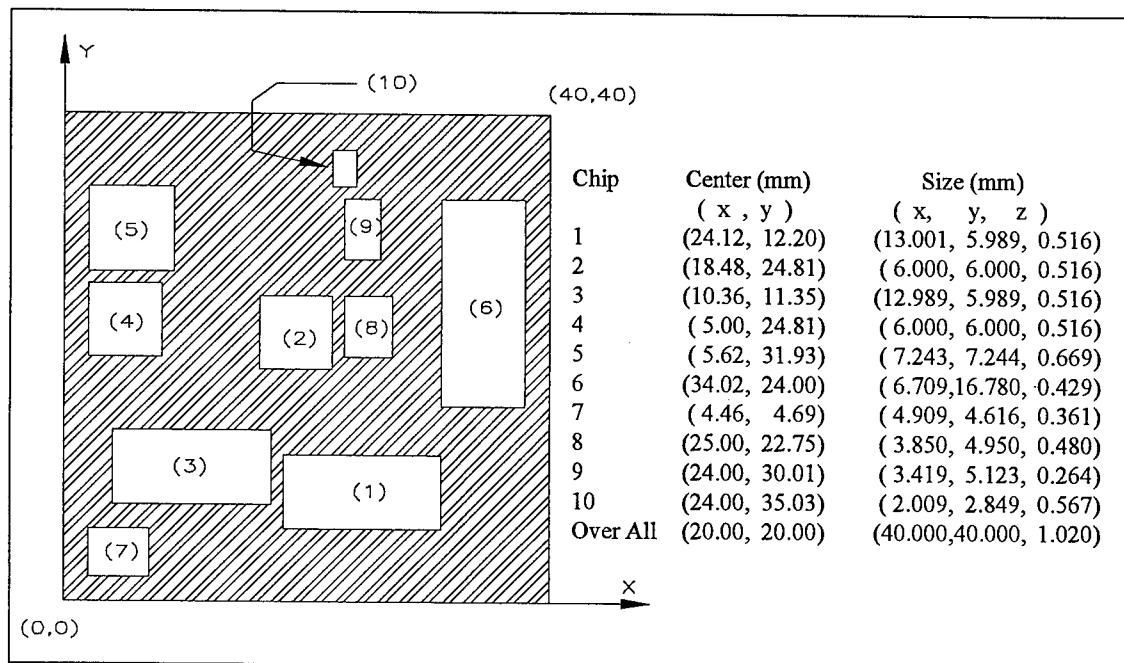 Y
(10)
(40,40)
(5)
(9)
(4)
(2)
(8)
(6)
(3)
(1)
(7)
X
(0,0)
Chip Center (mm) Size (mm)
( x , y ) ( x, y, z )
1 (24.12, 12.20) (13.001, 5.989, 0.516)
2 (18.48, 24.81) ( 6.000, 6.000, 0.516)
3 (10.36, 11.35) (12.989, 5.989, 0.516)
4 ( 5.00, 24.81) ( 6.000, 6.000, 0.516)
5 ( 5.62, 31.93) ( 7.243, 7.244, 0.669)
6 (34.02, 24.00) ( 6.709,16.780, 0.429)
7 ( 4.46, 4.69) ( 4.909, 4.616, 0.361)
8 (25.00, 22.75) ( 3.850, 4.950, 0.480)
9 (24.00, 30.01) ( 3.419, 5.123, 0.264)
10 (24.00, 35.03) ( 2.009, 2.849, 0.567)
Over All (20.00, 20.00) (40.000,40.000, 1.020)